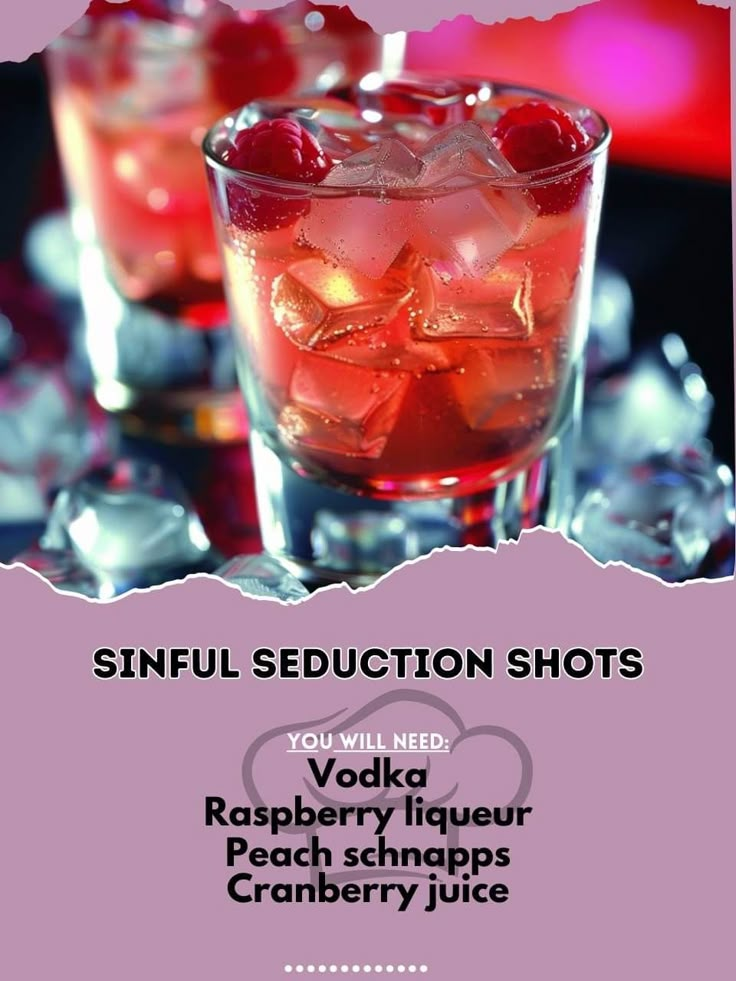 SINFUL SEDUCTION SHOTS
YOU WILL NEED:
Vodka
Raspberry liqueur
Peach schnapps
Cranberry juice